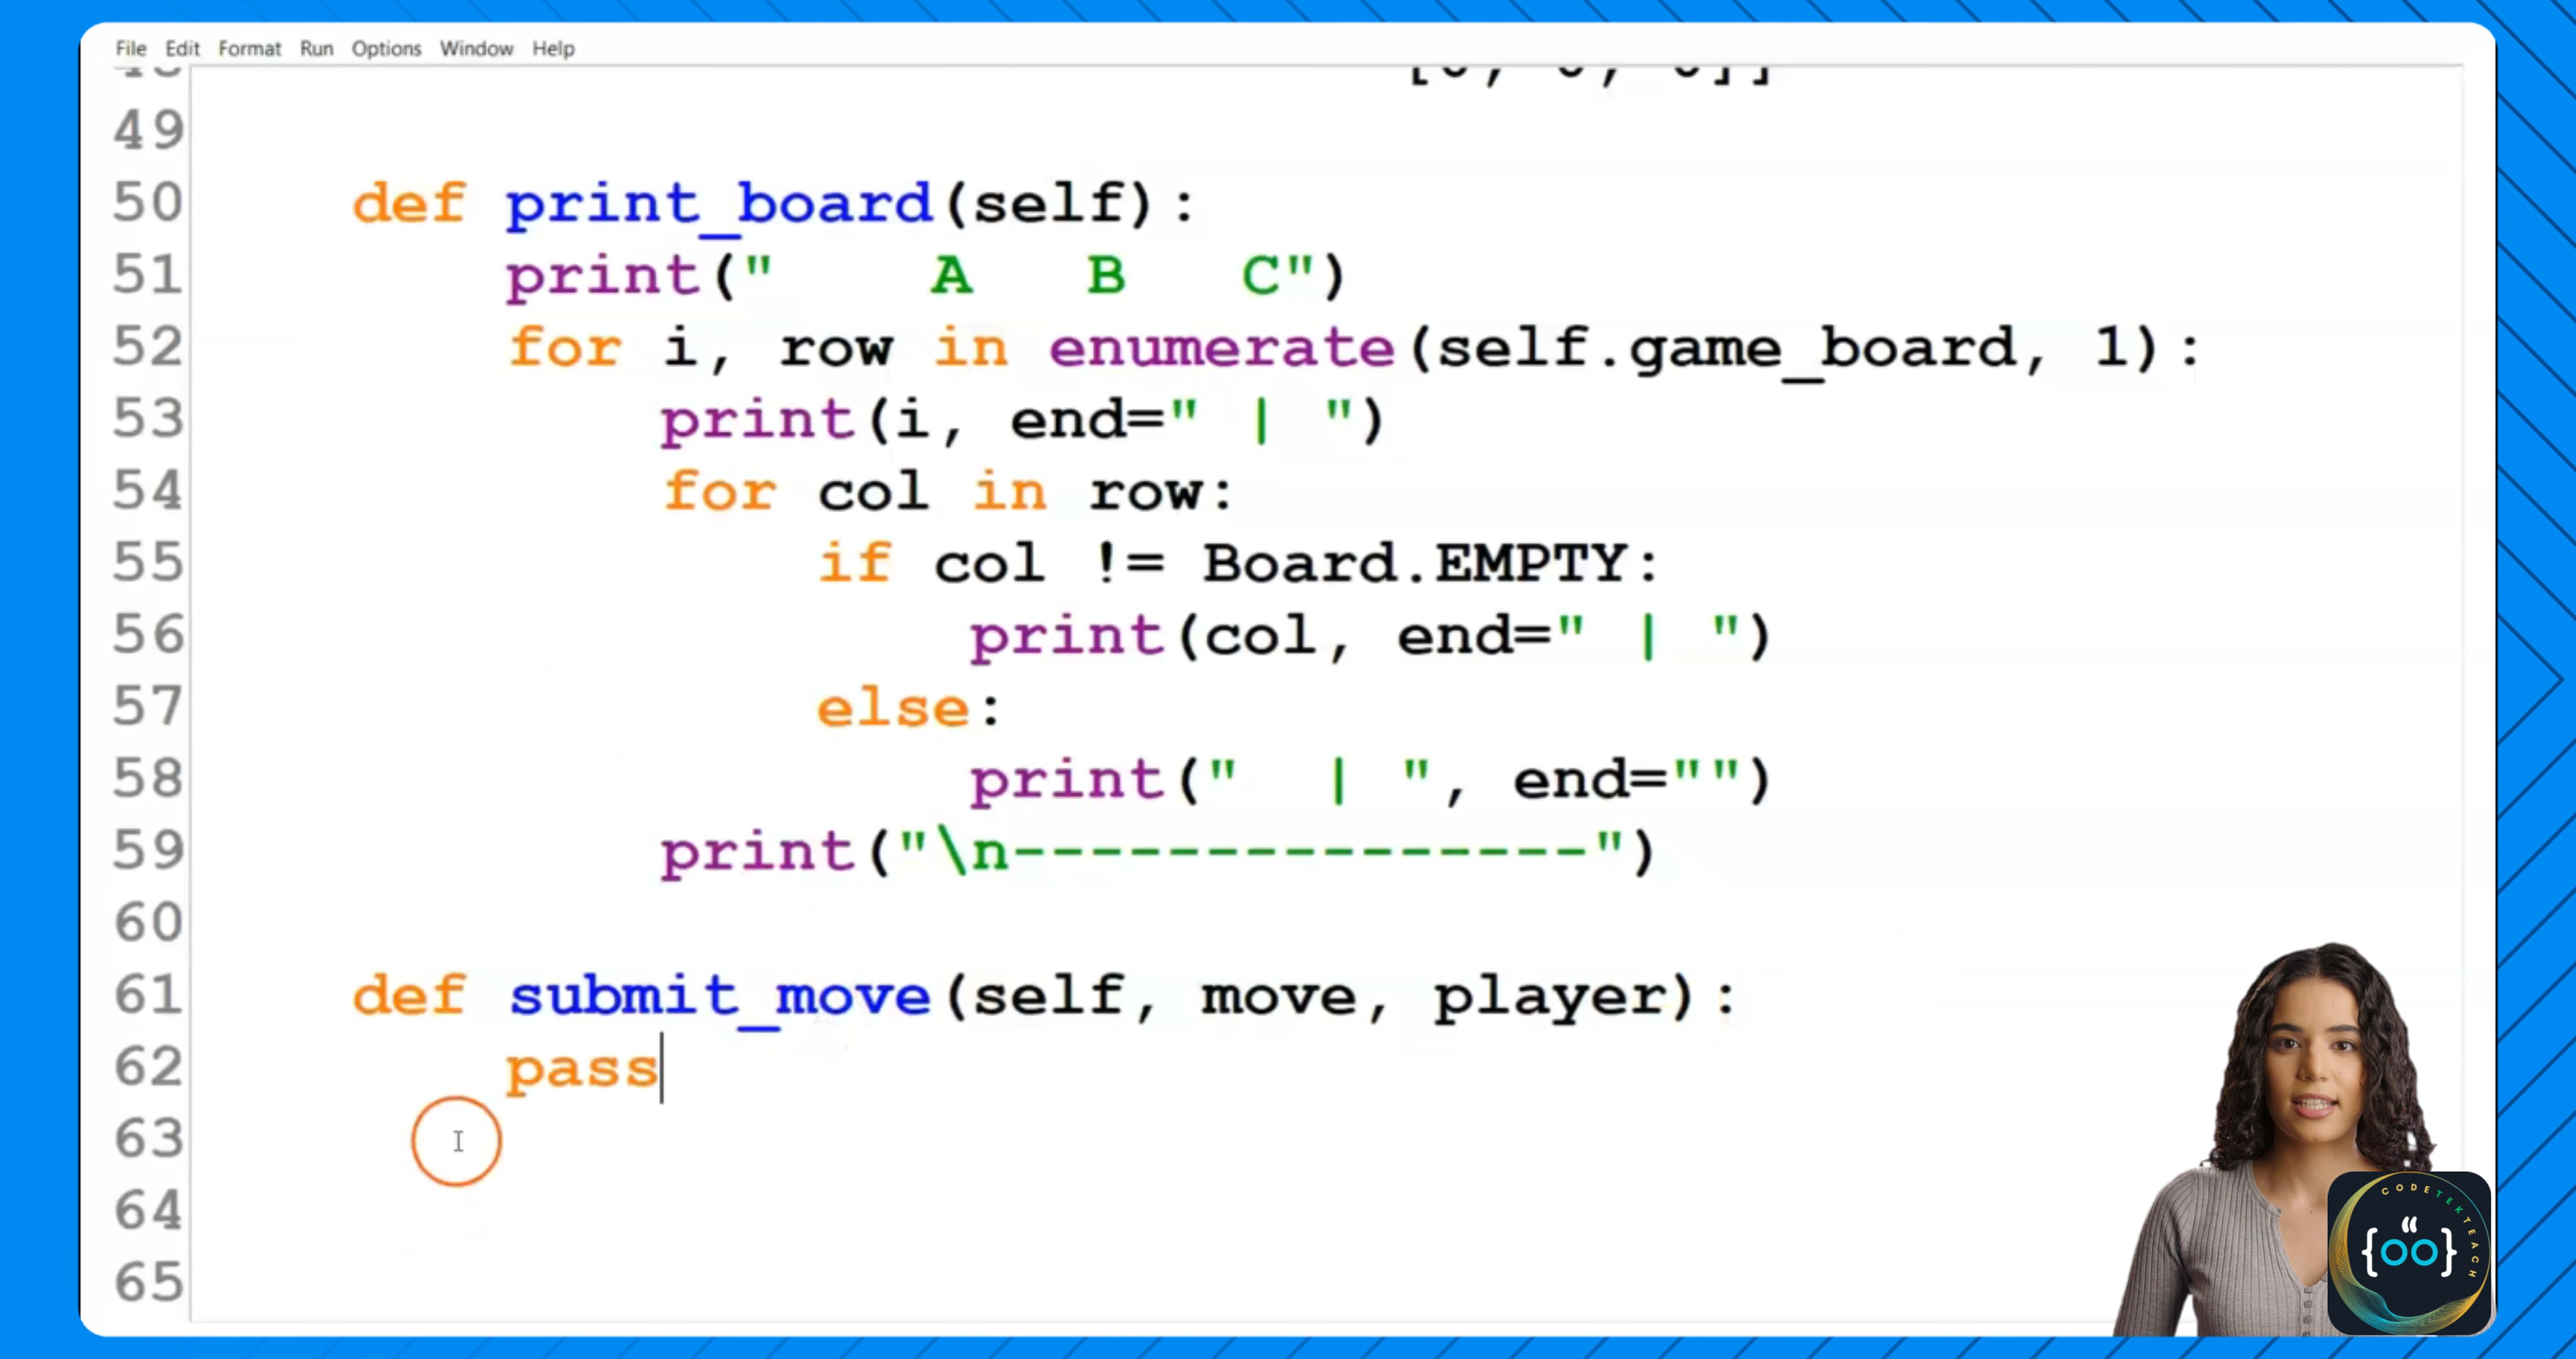 File Edit Format Run Options Window Help
49
50 def print_board(self):
51 print("    A   B   C")
52 for i, row in enumerate(self.game_board, 1):
53 print(i, end=" | ")
54 for col in row:
55 if col != Board.EMPTY:
56 print(col, end=" | ")
57 else:
58 print("  | ", end="")
59 print("\n---------------")
60
61 def submit_move(self, move, player):
62 pass
63
64
65
CODETEKTEACH
{oo}